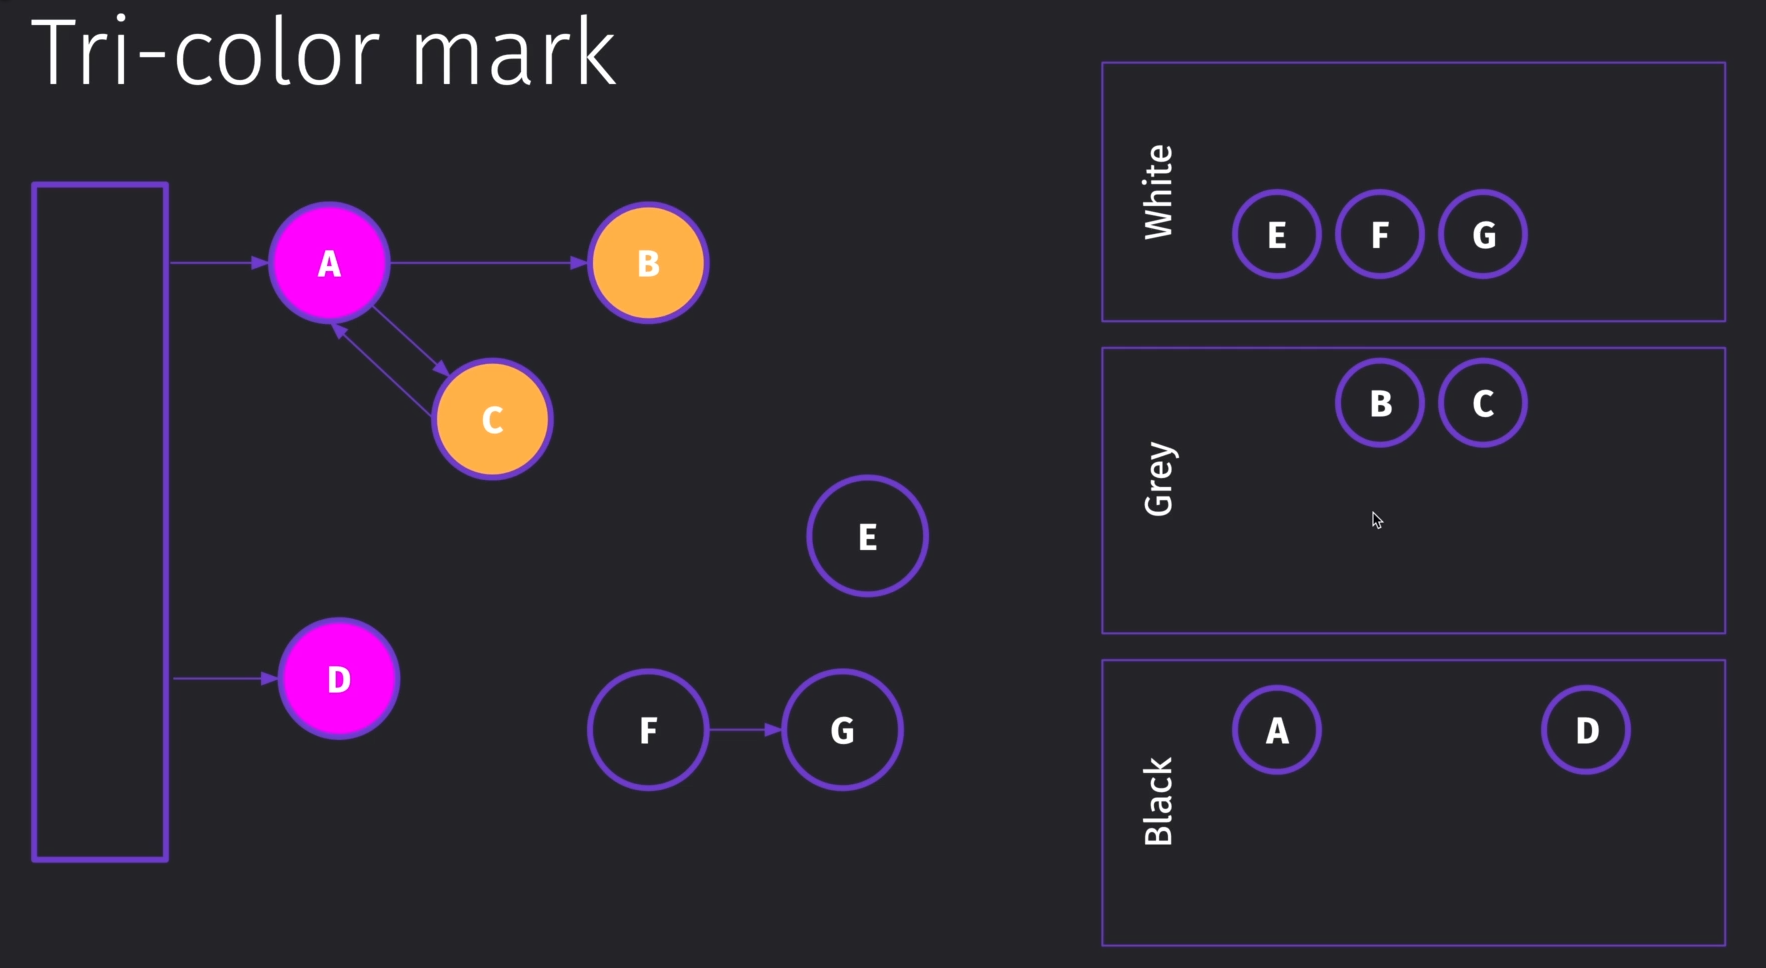 Tri-color mark
A
B
C
D
E
F
G
White
E F G
Grey
B C
Black
A D